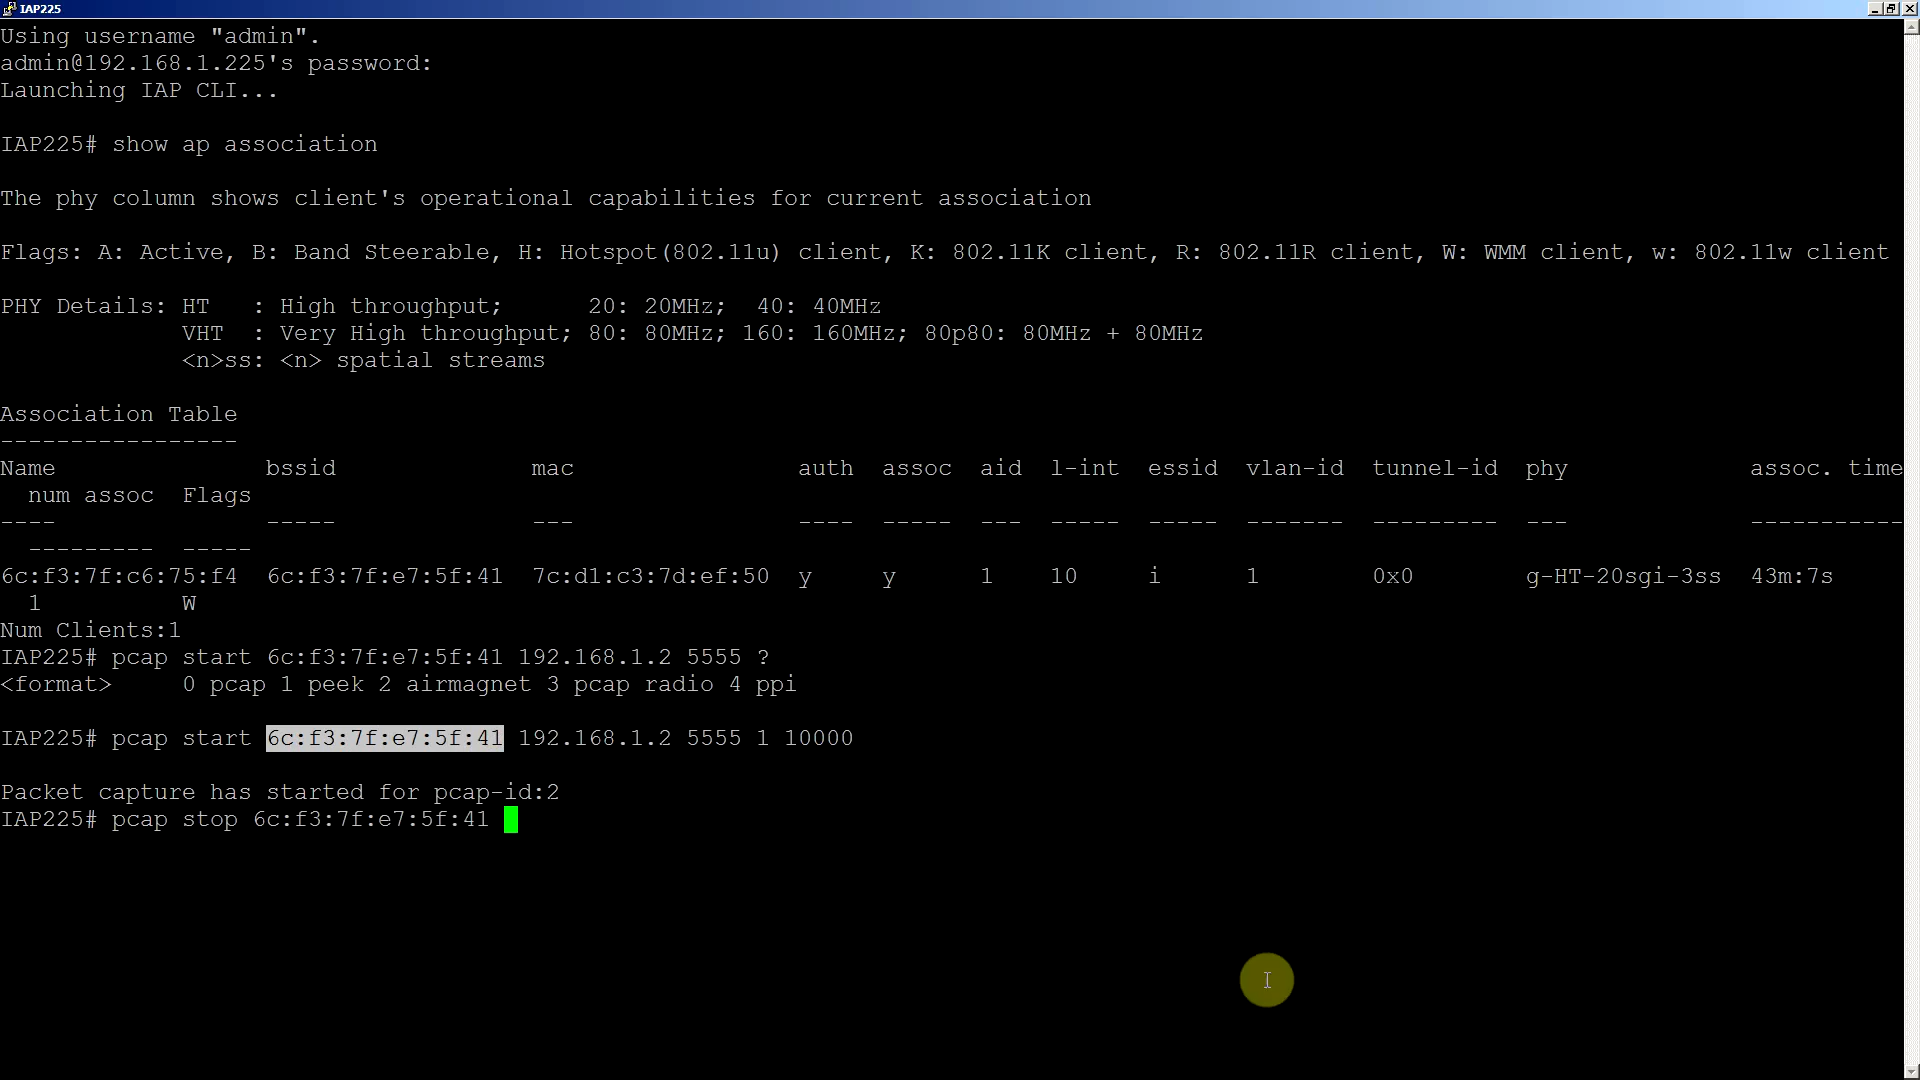 IAP225
Using username "admin".
admin@192.168.1.225's password:
Launching IAP CLI...
IAP225# show ap association
The phy column shows client's operational capabilities for current association
Flags: A: Active, B: Band Steerable, H: Hotspot(802.11u) client, K: 802.11K client, R: 802.11R client, W: WMM client, w: 802.11w client
PHY Details: HT   : High throughput;      20: 20MHz;  40: 40MHz
             VHT  : Very High throughput; 80: 80MHz; 160: 160MHz; 80p80: 80MHz + 80MHz
             <n>ss: <n> spatial streams
Association Table
-----------------
Name               bssid              mac                auth  assoc  aid  l-int  essid  vlan-id  tunnel-id  phy             assoc. time
  num assoc  Flags
----               -----              ---                ----  -----  ---  -----  -----  -------  ---------  ---             -----------
  ---------  -----
6c:f3:7f:c6:75:f4  6c:f3:7f:e7:5f:41  7c:d1:c3:7d:ef:50  y     y      1    10     i      1        0x0        g-HT-20sgi-3ss  43m:7s
  1          W
Num Clients:1
IAP225# pcap start 6c:f3:7f:e7:5f:41 192.168.1.2 5555 ?
<format>     0 pcap 1 peek 2 airmagnet 3 pcap radio 4 ppi
IAP225# pcap start 6c:f3:7f:e7:5f:41 192.168.1.2 5555 1 10000
Packet capture has started for pcap-id:2
IAP225# pcap stop 6c:f3:7f:e7:5f:41